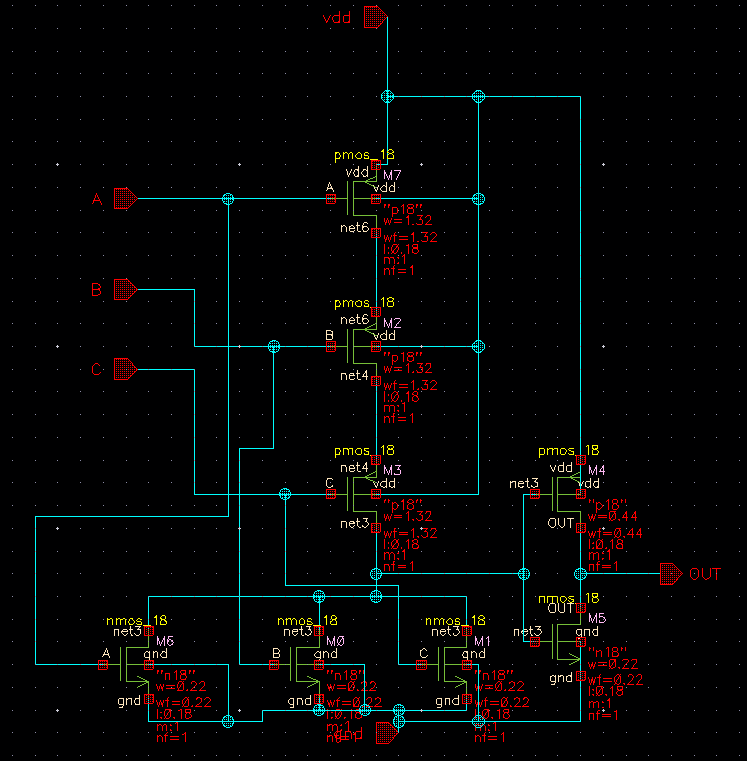 vdd
pmos_18
vdd
M7
A
A
vdd
"p18"
w=1.32
net6
wf=1.32
l:0.18
m:1
nf=1
B
pmos_18
net6
M2
B
vdd
"p18"
w=1.32
net4
wf=1.32
l:0.18
m:1
nf=1
C
pmos_18
net4
M3
C
vdd
"p18"
w=1.32
net3
wf=1.32
l:0.18
m:1
nf=1
pmos_18
vdd
M4
net3
vdd
"p18"
w=0.44
OUT
wf=0.44
l:0.18
m:1
nf=1
OUT
nmos_18
OUT
M5
net3
gnd
"n18"
w=0.22
gnd
wf=0.22
l:0.18
m:1
nf=1
nmos_18
net3
M6
A
gnd
"n18"
w=0.22
gnd
wf=0.22
l:0.18
m:1
nf=1
nmos_18
net3
M0
B
gnd
"n18"
w=0.22
gnd
wf=0.22
l:0.18
m:1
nf=1
nmos_18
net3
M1
C
gnd
"n18"
w=0.22
gnd
wf=0.22
l:0.18
m:1
nf=1
gnd